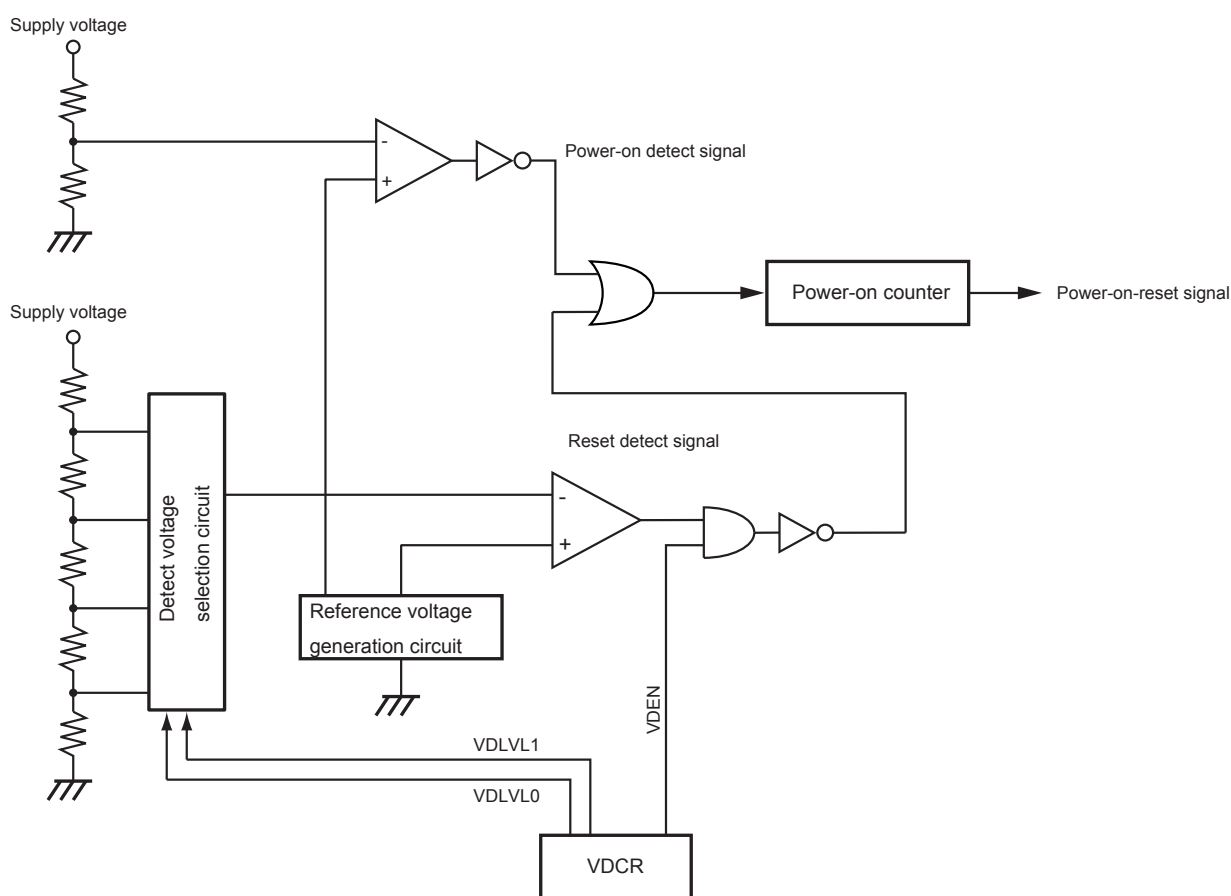 Supply voltage
-
+
Power-on detect signal
Power-on counter
Power-on-reset signal
Supply voltage
Detect voltage
selection circuit
Reset detect signal
-
+
Reference voltage
generation circuit
VDEN
VDLVL1
VDLVL0
VDCR